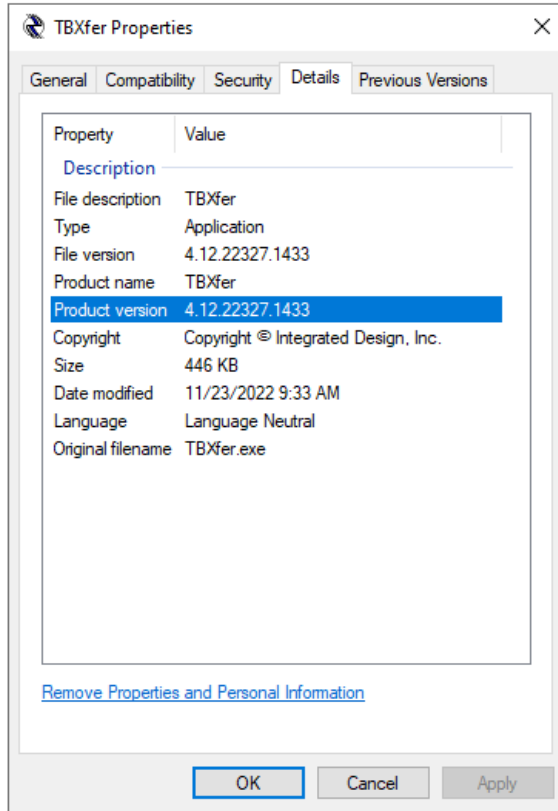 TBXfer Properties
General Compatibility Security Details Previous Versions
Property Value
Description
File description TBXfer
Type Application
File version 4.12.22327.1433
Product name TBXfer
Product version 4.12.22327.1433
Copyright Copyright © Integrated Design, Inc.
Size 446 KB
Date modified 11/23/2022 9:33 AM
Language Language Neutral
Original filename TBXfer.exe
Remove Properties and Personal Information
OK Cancel Apply